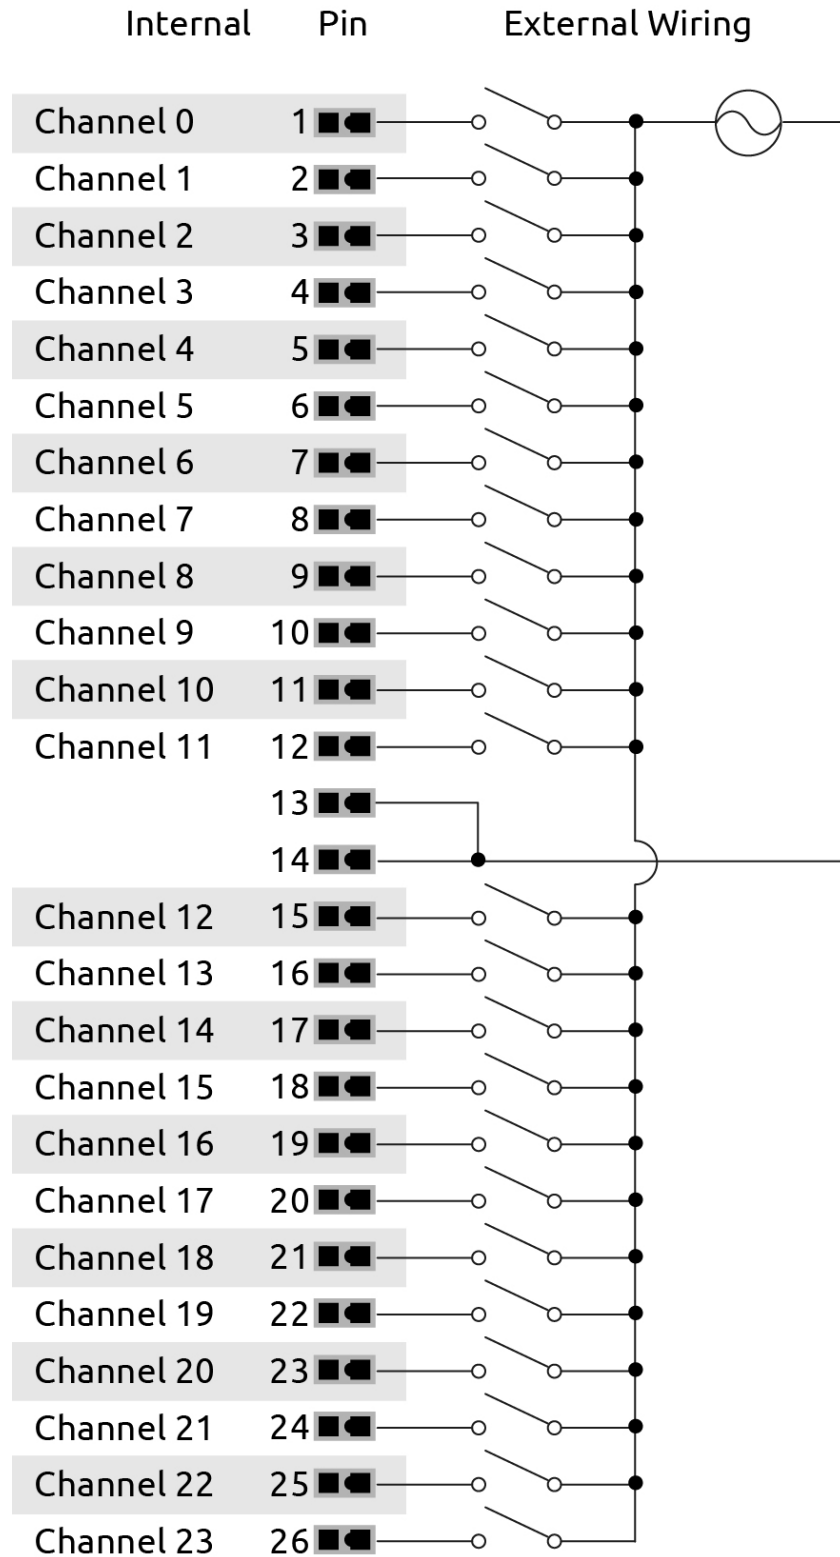 Internal Pin External Wiring
Channel 0 1
Channel 1 2
Channel 2 3
Channel 3 4
Channel 4 5
Channel 5 6
Channel 6 7
Channel 7 8
Channel 8 9
Channel 9 10
Channel 10 11
Channel 11 12
13
14
Channel 12 15
Channel 13 16
Channel 14 17
Channel 15 18
Channel 16 19
Channel 17 20
Channel 18 21
Channel 19 22
Channel 20 23
Channel 21 24
Channel 22 25
Channel 23 26